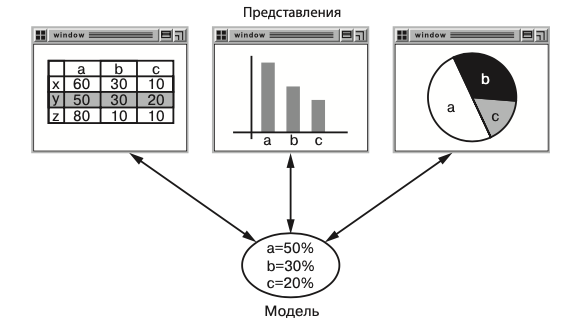 Представления
window
a b c
x 60 30 10
y 50 30 20
z 80 10 10
window
a b c
window
a
b
c
a=50%
b=30%
c=20%
Модель